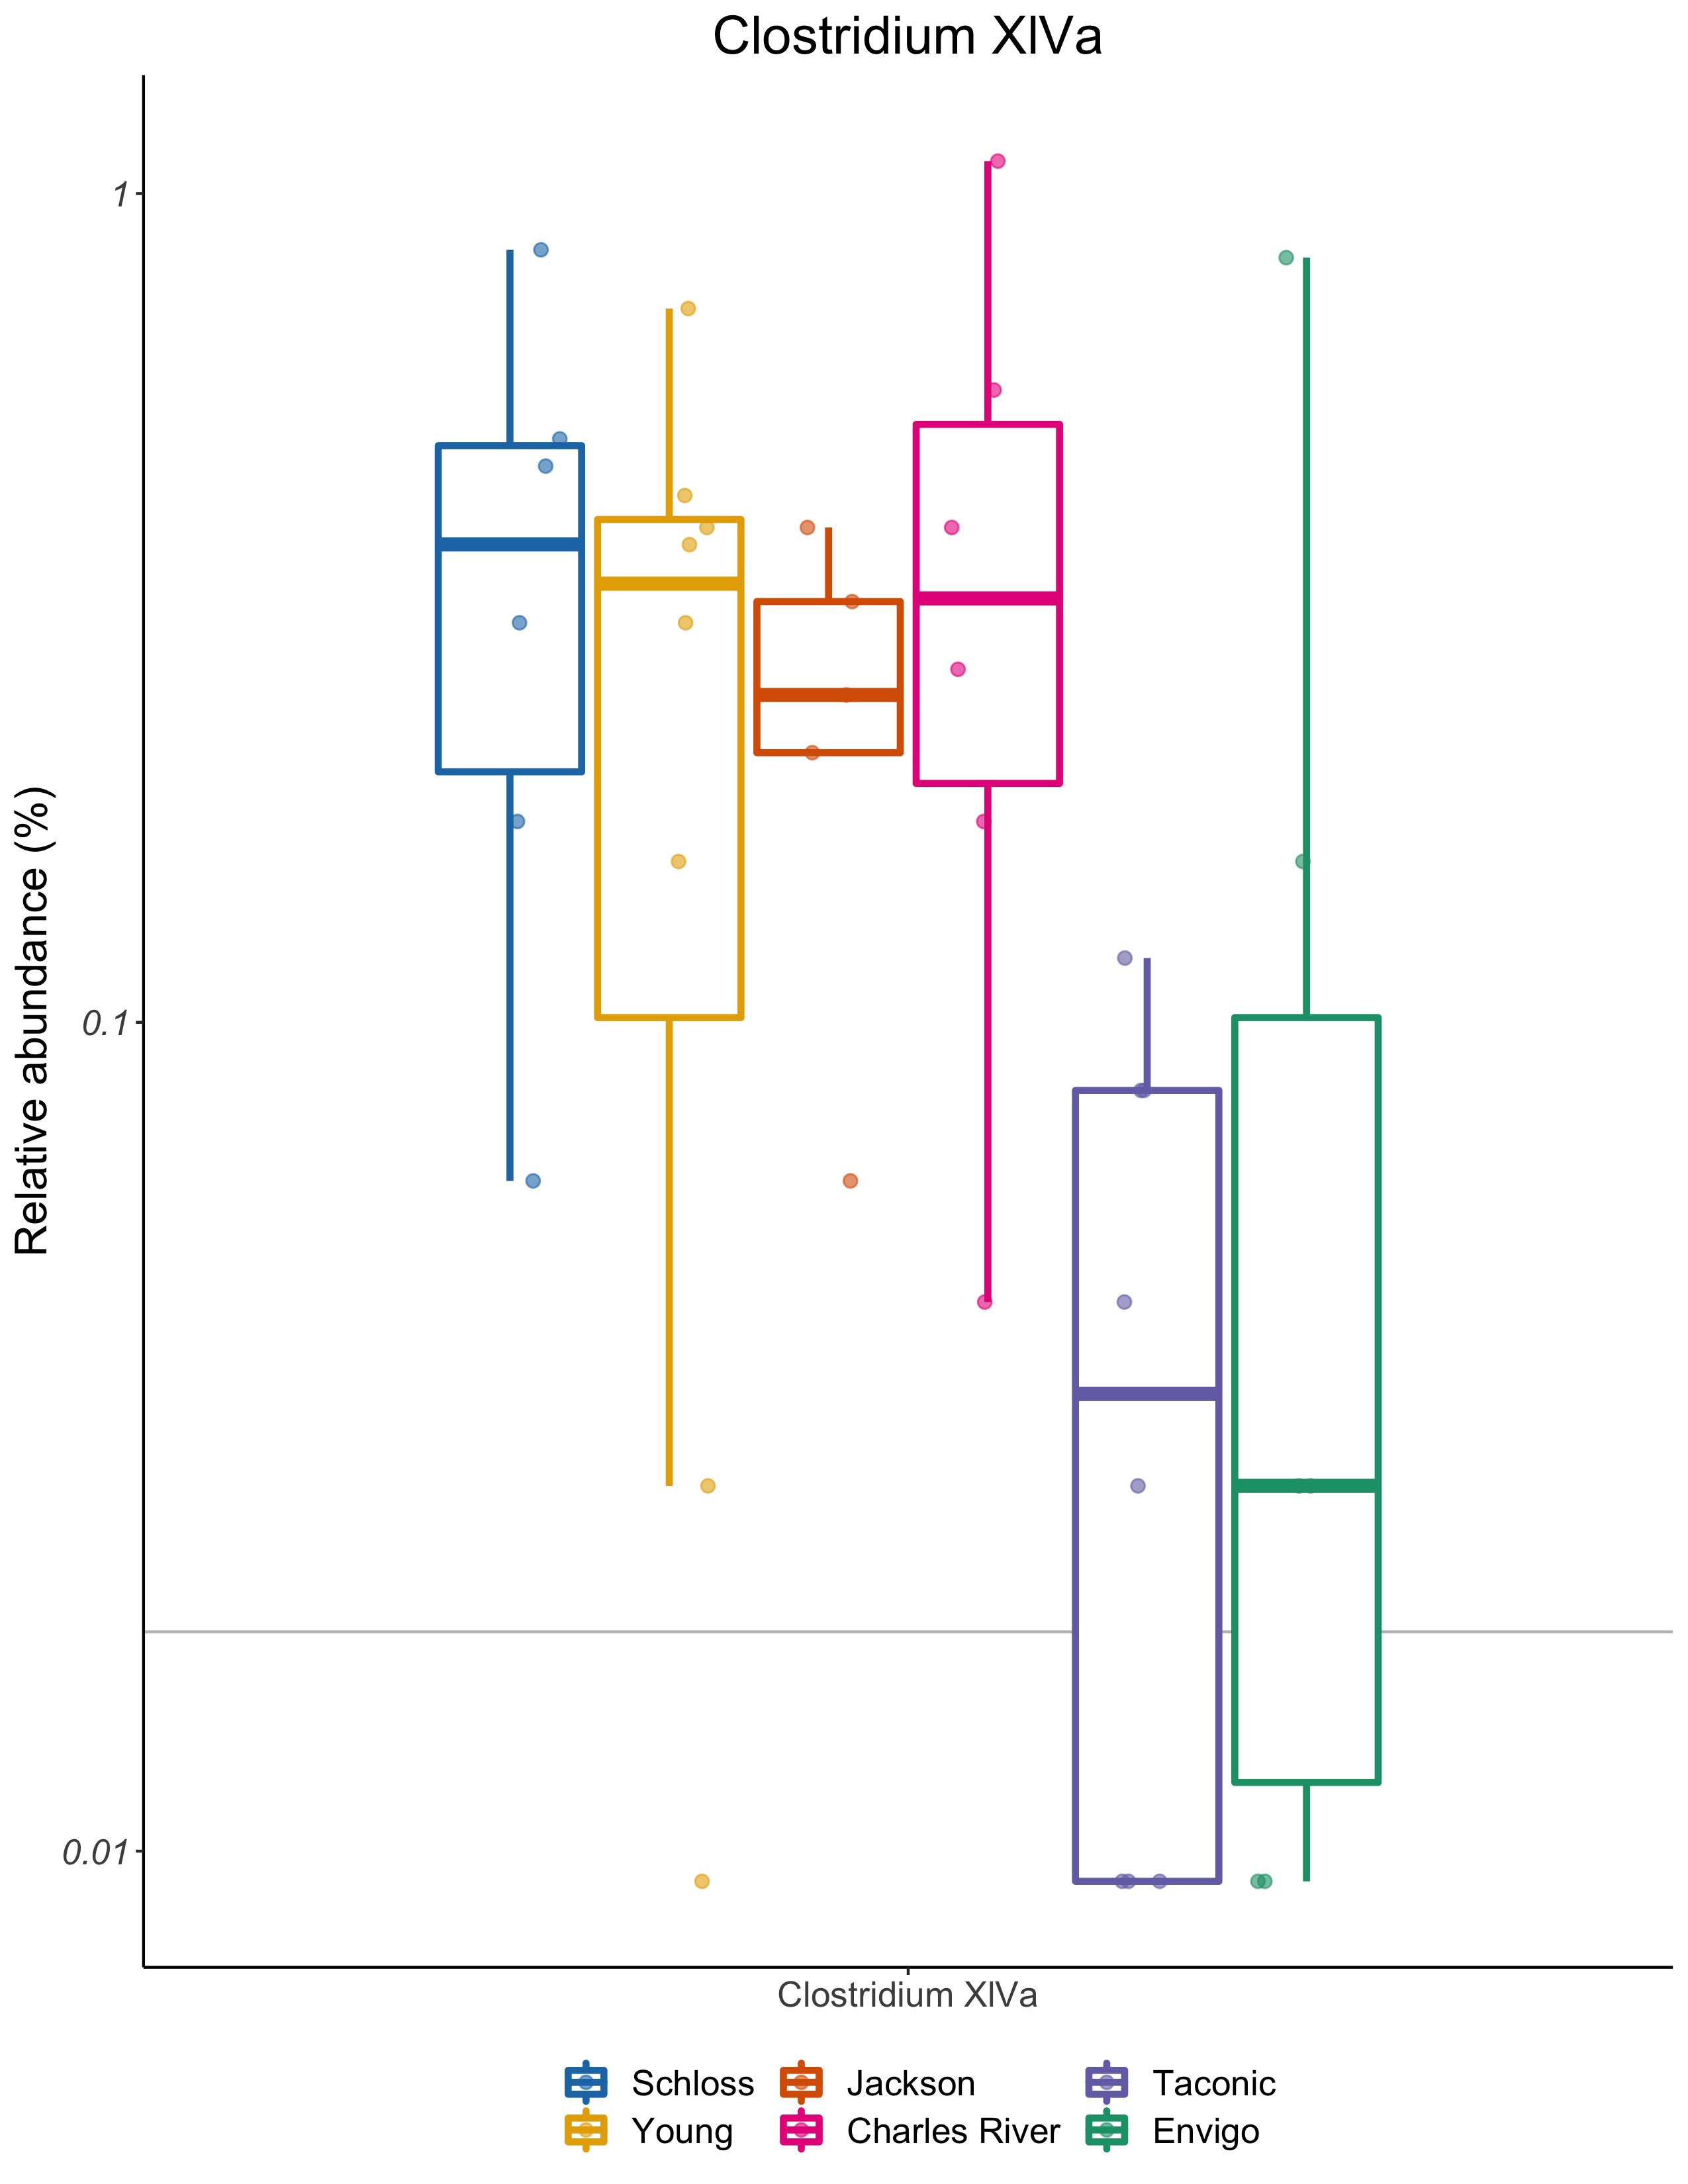 Clostridium XIVa
Relative abundance (%)
1
0.1
0.01
Clostridium XIVa
Schloss
Jackson
Taconic
Young
Charles River
Envigo